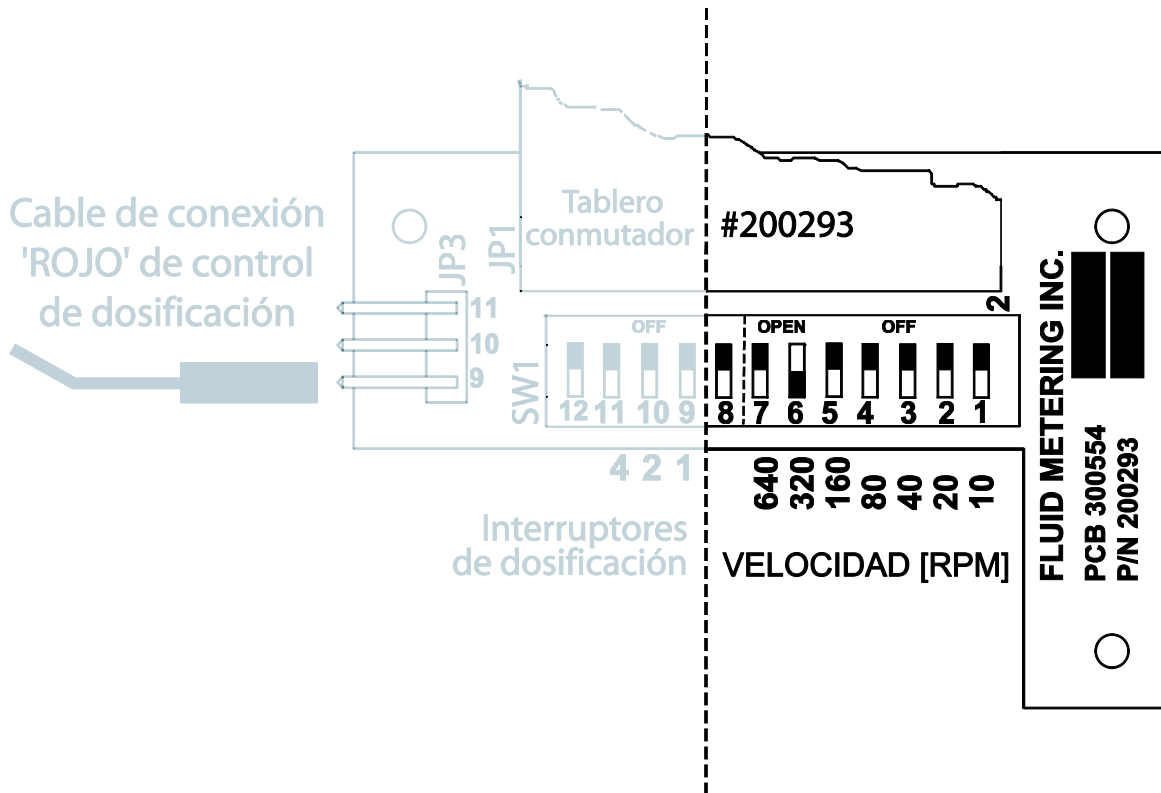 Cable de conexión
'ROJO' de control
de dosificación
JP3
11
10
9
JP1
Tablero
conmutador
#200293
2
SW1
OFF
OPEN
OFF
12 11 10 9 8 7 6 5 4 3 2 1
4 2 1
640 320 160 80 40 20 10
Interruptores
de dosificación
VELOCIDAD [RPM]
FLUID METERING INC.
PCB 300554
P/N 200293